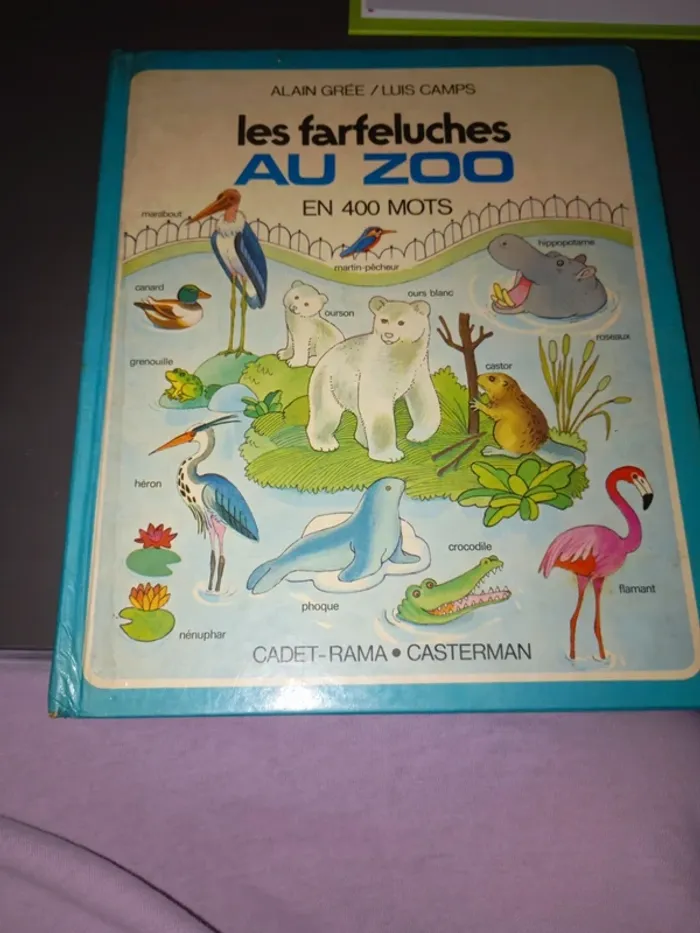 ALAIN GRÉE / LUIS CAMPS
les farfeluches
AU ZOO
EN 400 MOTS
marabout
martin-pêcheur
hippopotame
canard
ourson
ours blanc
roseaux
grenouille
castor
héron
crocodile
flamant
phoque
nénuphar
CADET-RAMA • CASTERMAN